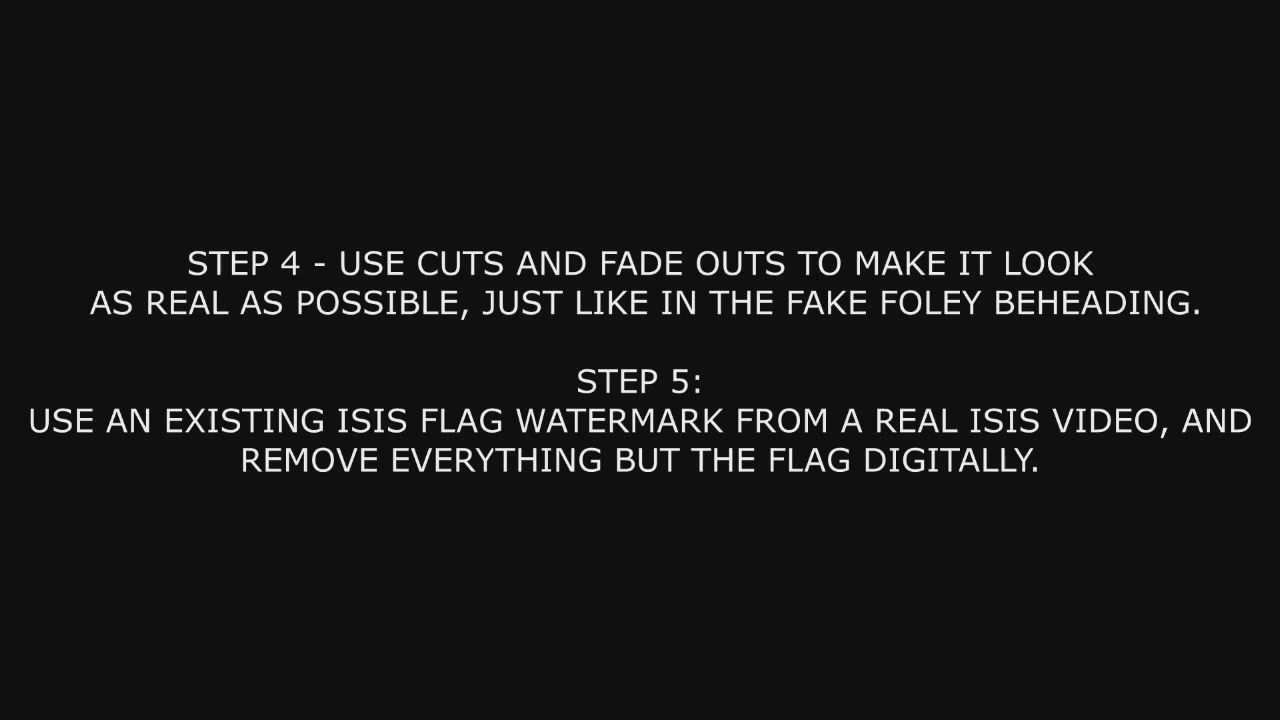 STEP 4 - USE CUTS AND FADE OUTS TO MAKE IT LOOK
AS REAL AS POSSIBLE, JUST LIKE IN THE FAKE FOLEY BEHEADING.
STEP 5:
USE AN EXISTING ISIS FLAG WATERMARK FROM A REAL ISIS VIDEO, AND
REMOVE EVERYTHING BUT THE FLAG DIGITALLY.